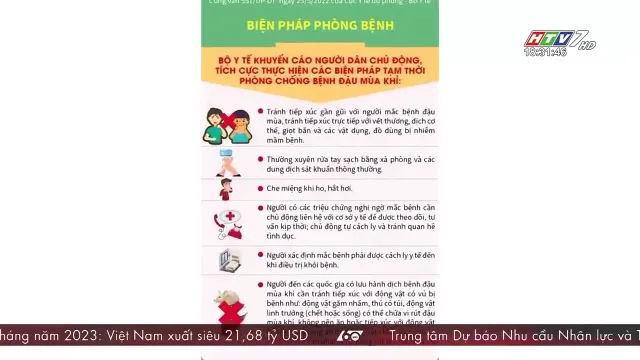 Công văn 551/DP-DT ngày 25/5/2022 của Cục Y tế dự phòng - Bộ Y tế
BIỆN PHÁP PHÒNG BỆNH
HTV7 HD
18:31:46
BỘ Y TẾ KHUYẾN CÁO NGƯỜI DÂN CHỦ ĐỘNG,
TÍCH CỰC THỰC HIỆN CÁC BIỆN PHÁP TẠM THỜI
PHÒNG CHỐNG BỆNH ĐẬU MÙA KHỈ:
Tránh tiếp xúc gần gũi với người mắc bệnh đậu
mùa, tránh tiếp xúc trực tiếp với vết thương, dịch cơ
thể, giọt bắn và các vật dụng, đồ dùng bị nhiễm
mầm bệnh.
Thường xuyên rửa tay sạch bằng xà phòng và các
dung dịch sát khuẩn thông thường.
Che miệng khi ho, hắt hơi.
Người có các triệu chứng nghi ngờ mắc bệnh cần
chủ động liên hệ với cơ sở y tế để được theo dõi, tư
vấn kịp thời; chủ động tự cách ly và tránh quan hệ
tình dục.
Người xác định mắc bệnh phải được cách ly y tế đến
khi điều trị khỏi bệnh.
Người đến các quốc gia có lưu hành dịch bệnh đậu
mùa khỉ cần tránh tiếp xúc với động vật có vú bị
bệnh như: động vật gặm nhấm, thú có túi, động vật
linh trưởng (chết hoặc sống) có thể chứa vi rút đậu
mùa khỉ, không nên ăn hoặc tiếp xúc với động vật
tháng năm 2023: Việt Nam xuất siêu 21,68 tỷ USD
Trung tâm Dự báo Nhu cầu Nhân lực và T